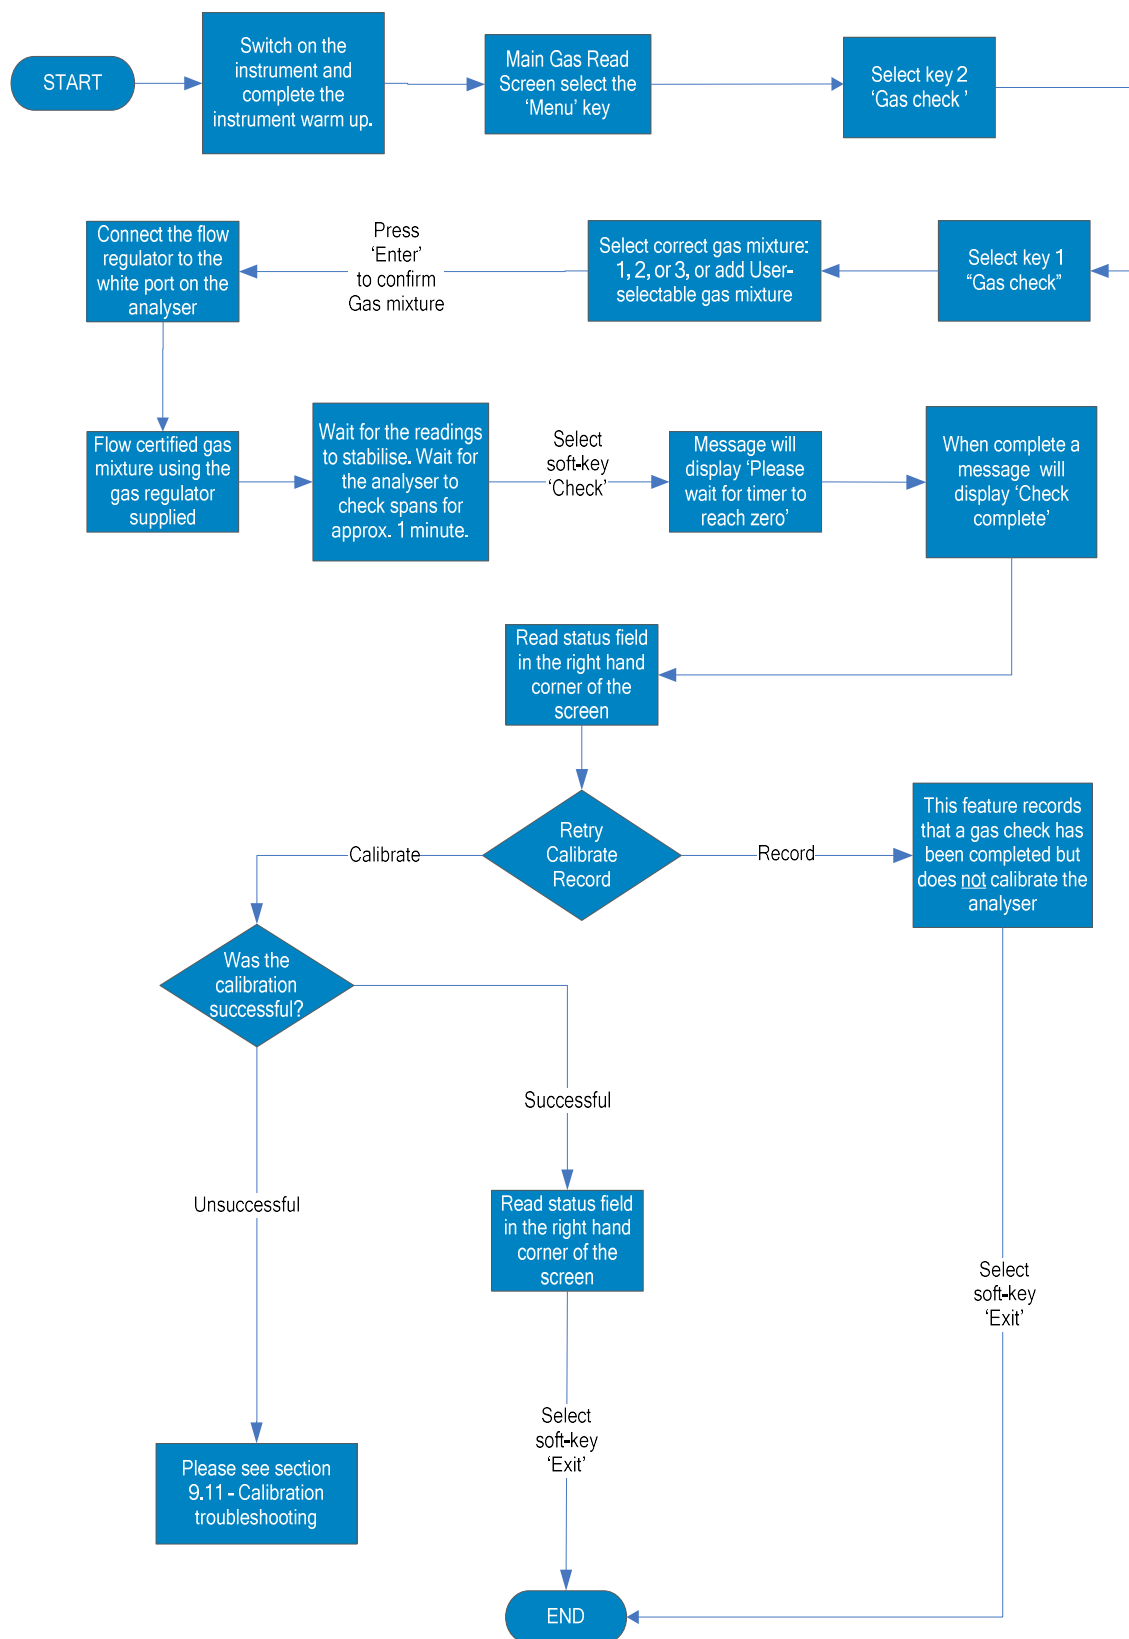 START
Switch on the
instrument and
complete the
instrument warm up.
Main Gas Read
Screen select the
‘Menu’ key
Select key 2
‘Gas check ’
Connect the flow
regulator to the
white port on the
analyser
Press
‘Enter’
to confirm
Gas mixture
Select correct gas mixture:
1, 2, or 3, or add User-
selectable gas mixture
Select key 1
“Gas check”
Flow certified gas
mixture using the
gas regulator
supplied
Wait for the readings
to stabilise. Wait for
the analyser to
check spans for
approx. 1 minute.
Select
soft-key
‘Check’
Message will
display ‘Please
wait for timer to
reach zero’
When complete a
message will
display ‘Check
complete’
Read status field
in the right hand
corner of the
screen
Retry
Calibrate
Record
Calibrate
Record
This feature records
that a gas check has
been completed but
does not calibrate the
analyser
Was the
calibration
successful?
Successful
Unsuccessful
Read status field
in the right hand
corner of the
screen
Select
soft-key
‘Exit’
Select
soft-key
‘Exit’
Please see section
9.11 - Calibration
troubleshooting
END